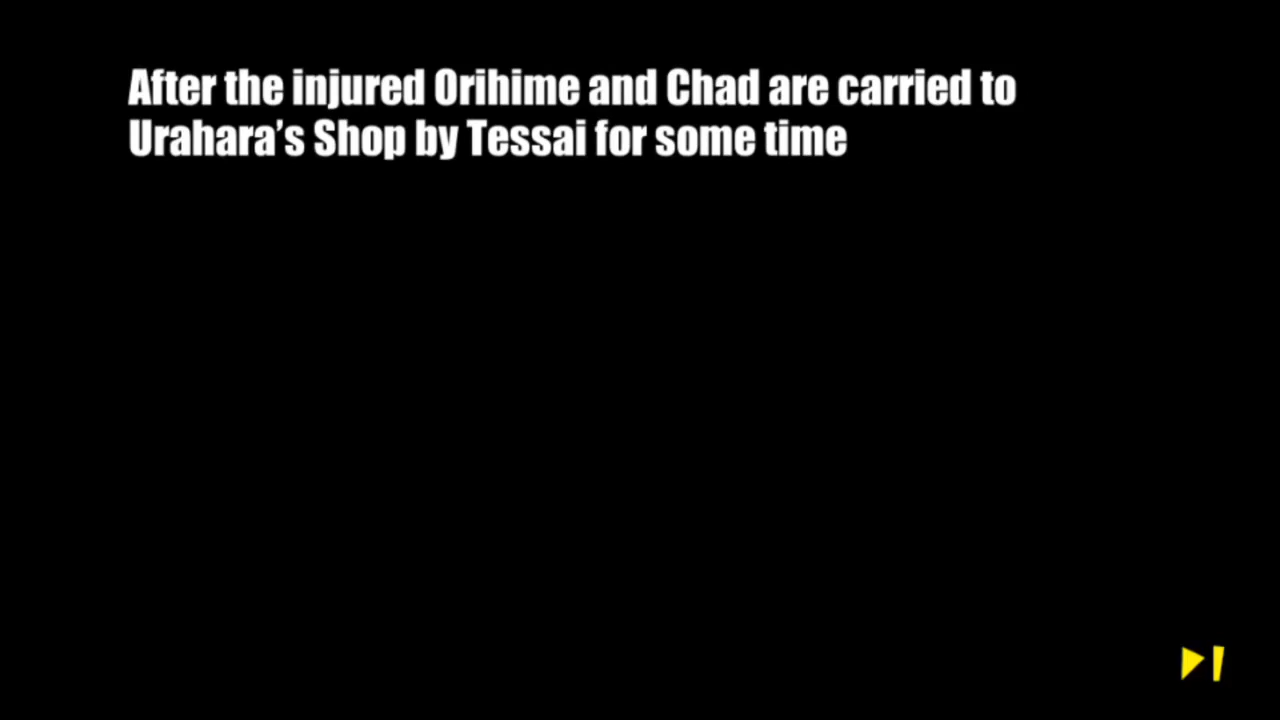 After the injured Orihime and Chad are carried to
Urahara’s Shop by Tessai for some time